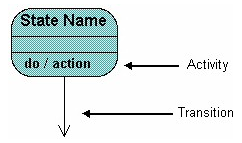 State Name
do / action
Activity
Transition